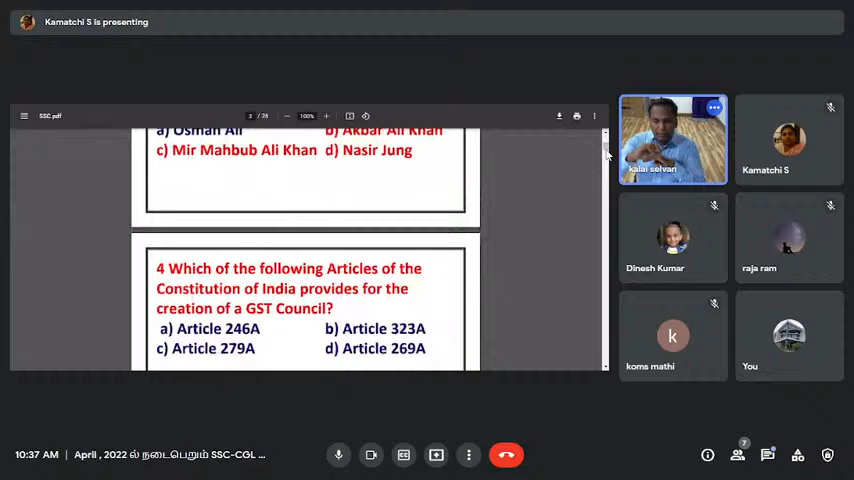 Kamatchi S is presenting
SSC.pdf
2 / 26
100%
a) Osman Ali b) Akbar Ali Khan
c) Mir Mahbub Ali Khan d) Nasir Jung
4 Which of the following Articles of the
Constitution of India provides for the
creation of a GST Council?
a) Article 246A b) Article 323A
c) Article 279A d) Article 269A
kalai selvan
Kamatchi S
Dinesh Kumar
raja ram
k
koms mathi
You
10:37 AM | April , 2022 ல் நடைபெறும் SSC-CGL ...
7